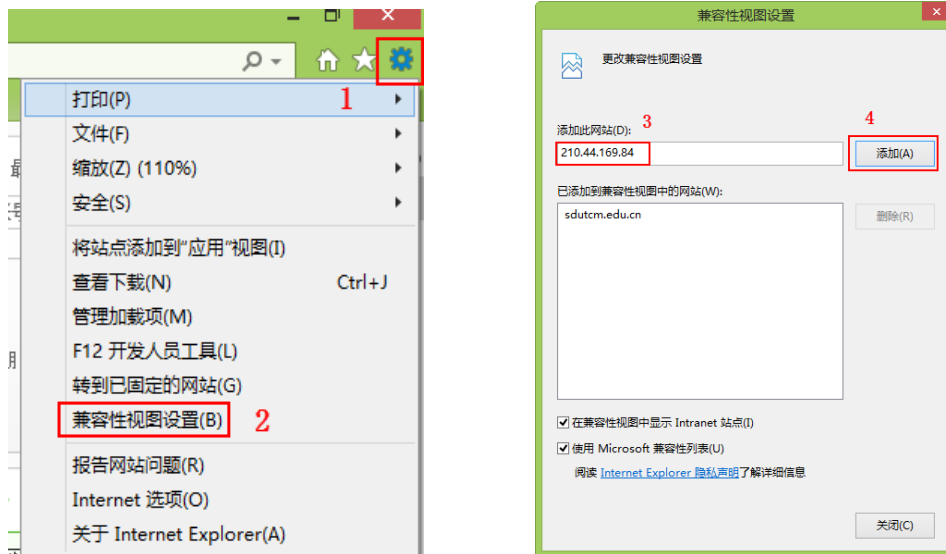 打印(P)
1
文件(F)
缩放(Z) (110%)
安全(S)
将站点添加到"应用"视图(I)
查看下载(N) Ctrl+J
管理加载项(M)
F12 开发人员工具(L)
转到已固定的网站(G)
兼容性视图设置(B)
2
报告网站问题(R)
Internet 选项(O)
关于 Internet Explorer(A)
兼容性视图设置
更改兼容性视图设置
添加此网站(D):
3
4
210.44.169.84
添加(A)
已添加到兼容性视图中的网站(W):
sdutcm.edu.cn
删除(R)
在兼容性视图中显示 Intranet 站点(I)
使用 Microsoft 兼容性列表(U)
阅读 Internet Explorer 隐私声明了解详细信息
关闭(C)